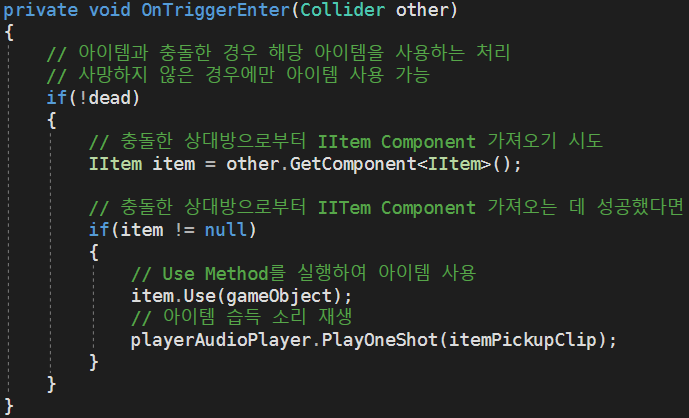 private void OnTriggerEnter(Collider other)
{
    // 아이템과 충돌한 경우 해당 아이템을 사용하는 처리
    // 사망하지 않은 경우에만 아이템 사용 가능
    if(!dead)
    {
        // 충돌한 상대방으로부터 IItem Component 가져오기 시도
        IItem item = other.GetComponent<IItem>();

        // 충돌한 상대방으로부터 IITem Component 가져오는 데 성공했다면
        if(item != null)
        {
            // Use Method를 실행하여 아이템 사용
            item.Use(gameObject);
            // 아이템 습득 소리 재생
            playerAudioPlayer.PlayOneShot(itemPickupClip);
        }
    }
}